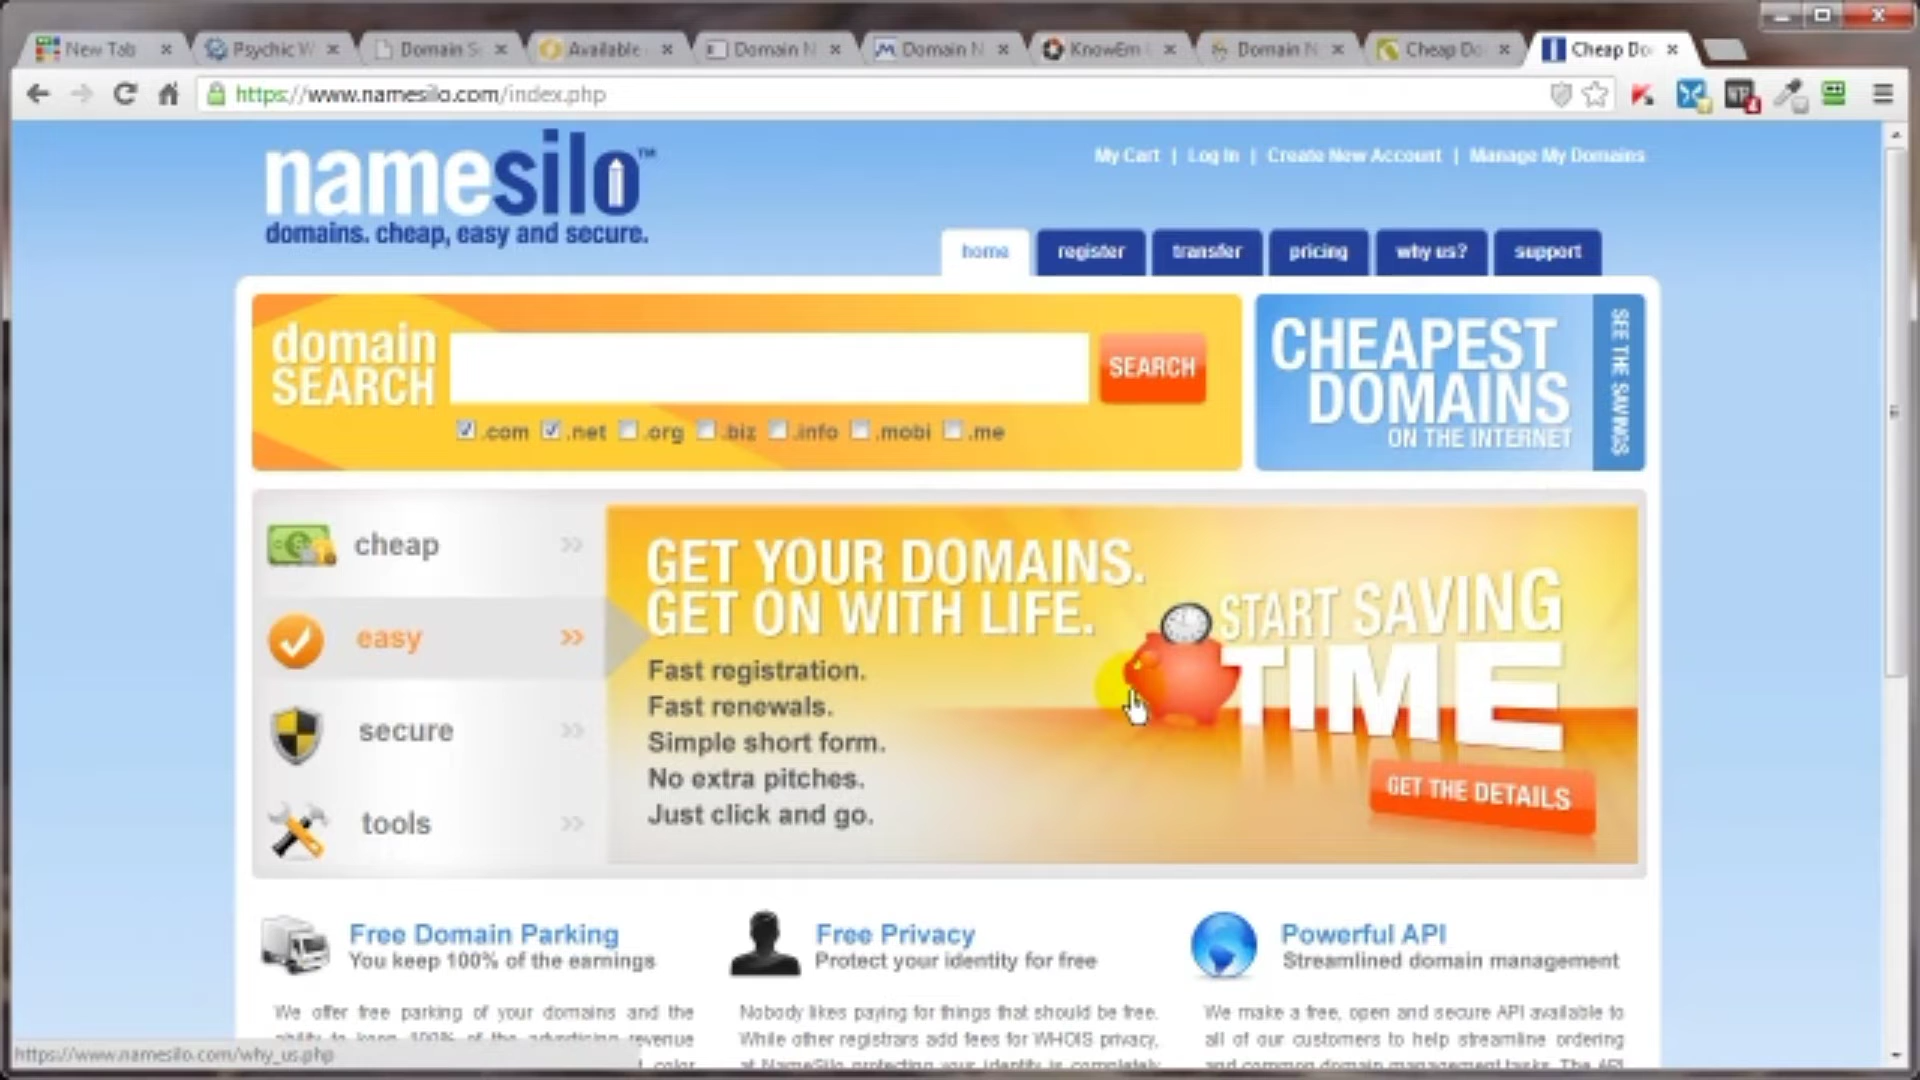 New Tab
Psychic W
Domain S
Available
Domain N
Domain N
KnowEm
Domain N
Cheap Do
Cheap Do
https://www.namesilo.com/index.php
namesilo™
domains. cheap, easy and secure.
My Cart | Log In | Create New Account | Manage My Domains
home register transfer pricing why us? support
domain
SEARCH
SEARCH
.com .net .org .biz .info .mobi .me
CHEAPEST
DOMAINS
ON THE INTERNET
SEE THE SAVINGS
cheap
easy
secure
tools
GET YOUR DOMAINS.
GET ON WITH LIFE.
Fast registration.
Fast renewals.
Simple short form.
No extra pitches.
Just click and go.
START SAVING
TIME
GET THE DETAILS
Free Domain Parking
You keep 100% of the earnings
We offer free parking of your domains and the
ability to keep 100% of the advertising revenue
color
Free Privacy
Protect your identity for free
Nobody likes paying for things that should be free.
While other registrars add fees for WHOIS privacy,
at NameSilo protecting your identity is completely
Powerful API
Streamlined domain management
We make a free, open and secure API available to
all of our customers to help streamline ordering
and common domain management tasks. The API
https://www.namesilo.com/why_us.php